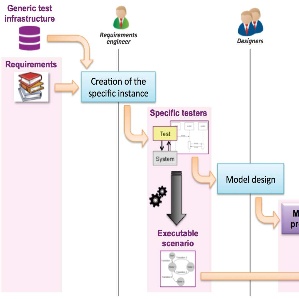 Generic test
infrastructure
Requirements
engineer
Designers
Requirements
Creation of the
specific instance
Specific testers
Test
System
Model design
Executable
scenario